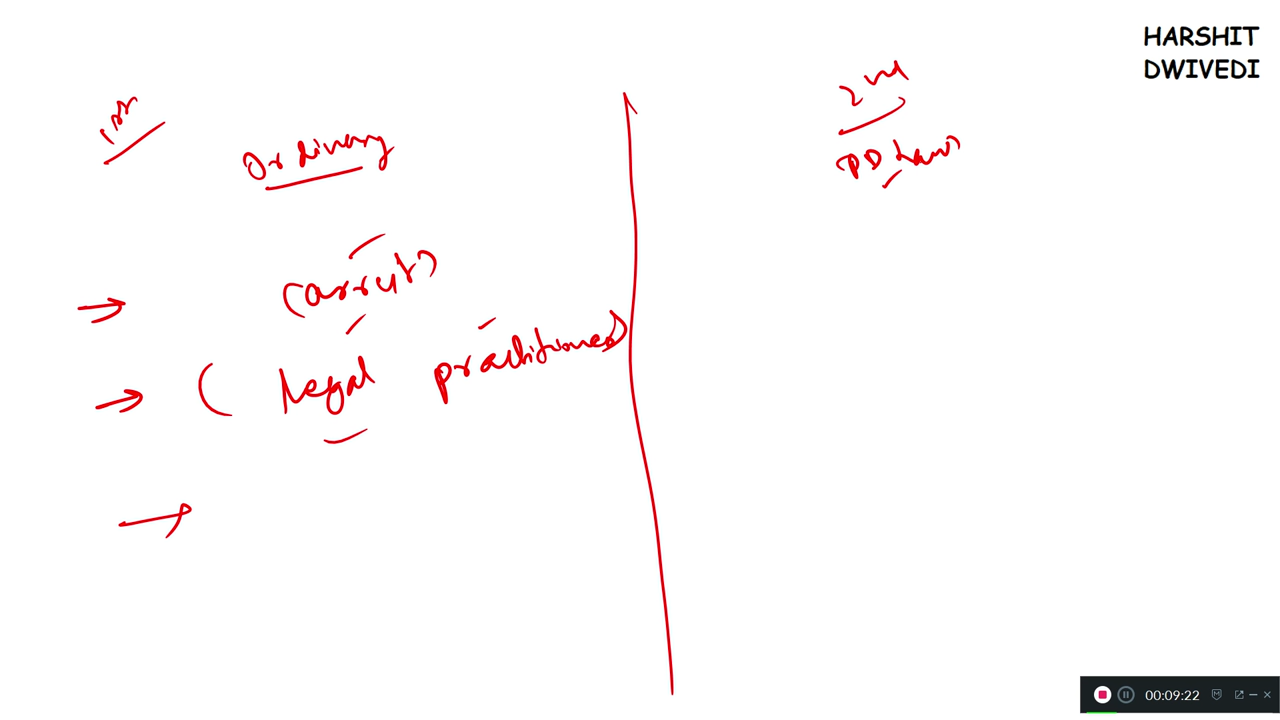 HARSHIT
DWIVEDI
1st
Ordinary
2nd
PD Laws
→ (arrest)
→ ( Legal practitioner)
→
00:09:22